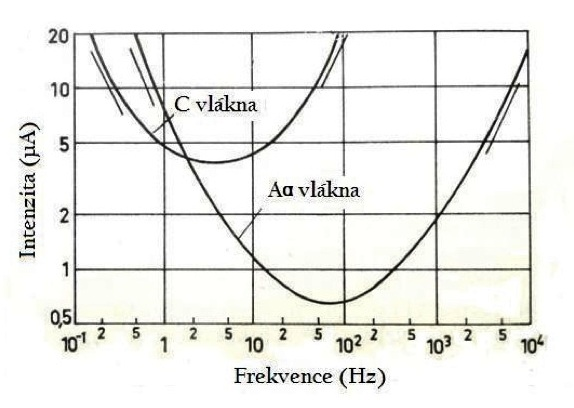 20
10
5
2
1
0,5
Intenzita (µA)
C vlákna
Aα vlákna
10⁻¹ 2 5 1 2 5 10 2 5 10² 2 5 10³ 2 5 10⁴
Frekvence (Hz)